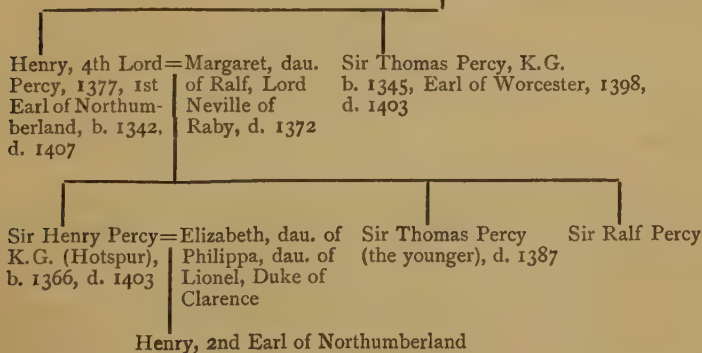 Henry, 4th Lord=Margaret, dau. Sir Thomas Percy, K.G.
Percy, 1377, 1st of Ralf, Lord b. 1345, Earl of Worcester, 1398,
Earl of Northum- Neville of d. 1403
berland, b. 1342, Raby, d. 1372
d. 1407
Sir Henry Percy=Elizabeth, dau. of Sir Thomas Percy Sir Ralf Percy
K.G. (Hotspur), Philippa, dau. of (the younger), d. 1387
b. 1366, d. 1403 Lionel, Duke of
Clarence
Henry, 2nd Earl of Northumberland